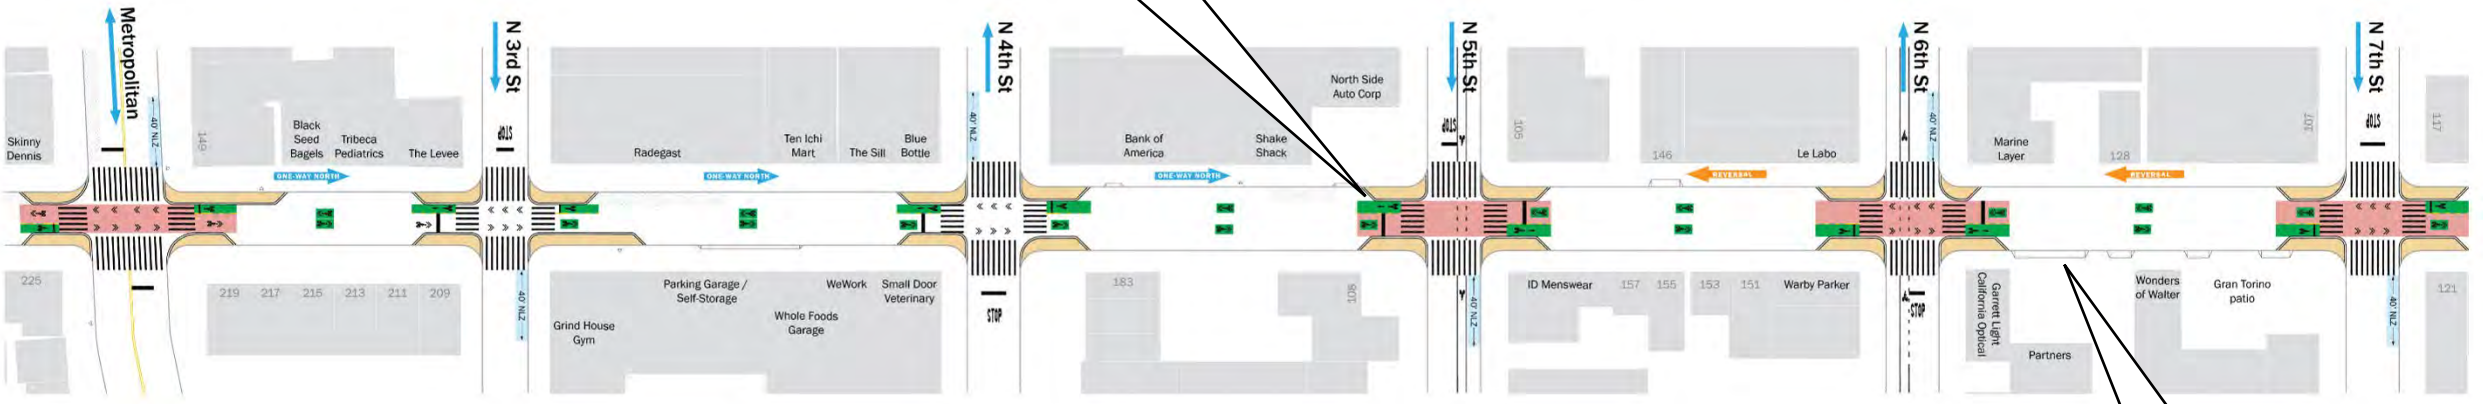 Metropolitan
N 3rd St
N 4th St
N 5th St
N 6th St
N 7th St
40' NLZ
40' NLZ
40' NLZ
STOP
STOP
STOP
Skinny
Dennis
149
Black
Seed
Bagels
Tribeca
Pediatrics
The Levee
Radegast
Ten Ichi
Mart
The Sill
Blue
Bottle
Bank of
America
Shake
Shack
North Side
Auto Corp
105
146
Le Labo
Marine
Layer
128
107
117
ONE-WAY NORTH
ONE-WAY NORTH
ONE-WAY NORTH
REVERSAL
REVERSAL
225
219
217
215
213
211
209
40' NLZ
Grind House
Gym
Parking Garage /
Self-Storage
WeWork
Whole Foods
Garage
Small Door
Veterinary
STOP
183
108
40' NLZ
ID Menswear
157
155
153
151
Warby Parker
STOP
Garrett Light
California Optical
Partners
Wonders
of Walter
Gran Torino
patio
40' NLZ
121